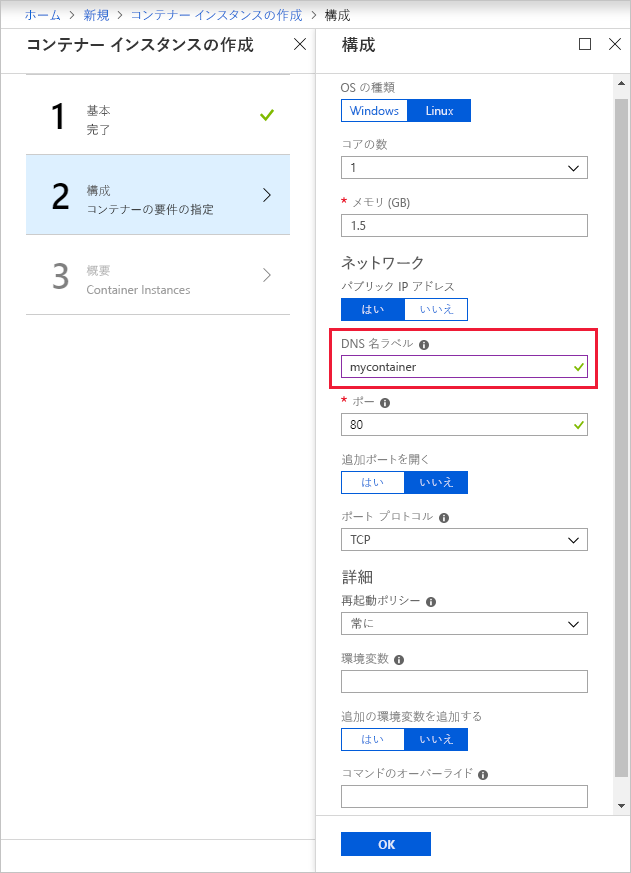 ホーム > 新規 > コンテナー インスタンスの作成 > 構成
コンテナー インスタンスの作成
1
基本
完了
2
構成
コンテナーの要件の指定
3
概要
Container Instances
構成
OS の種類
Windows Linux
コアの数
1
* メモリ (GB)
1.5
ネットワーク
パブリック IP アドレス
はい いいえ
DNS 名ラベル
mycontainer
* ポー
80
追加ポートを開く
はい いいえ
ポート プロトコル
TCP
詳細
再起動ポリシー
常に
環境変数
追加の環境変数を追加する
はい いいえ
コマンドのオーバーライド
OK